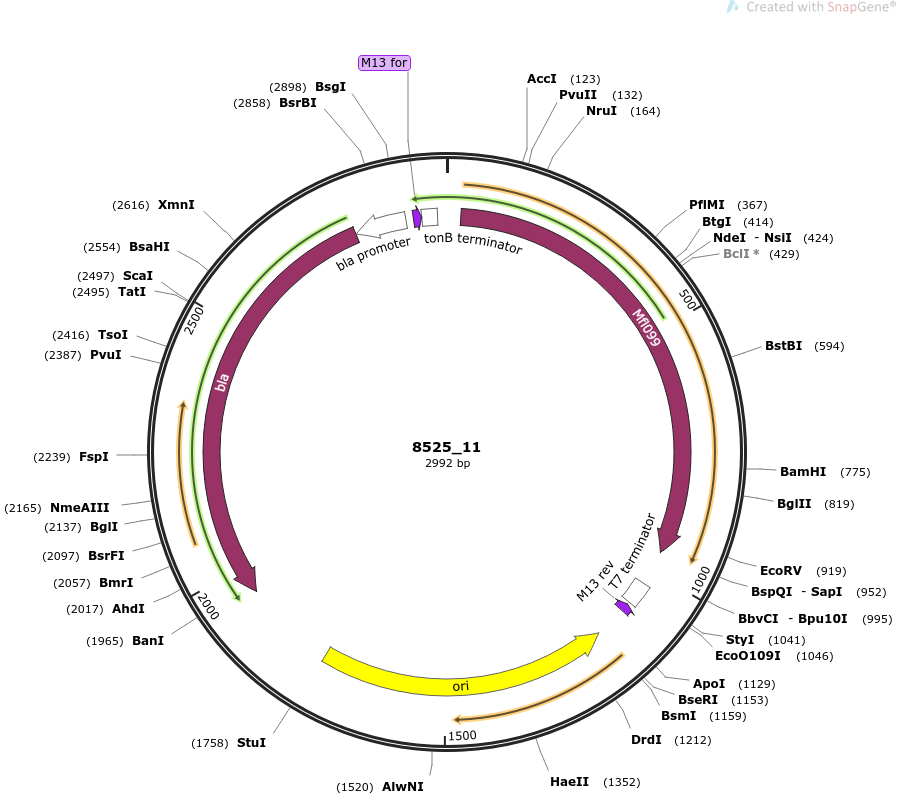 Created with SnapGene®
M13 for
(2898) BsgI
(2858) BsrBI
AccI (123)
PvuII (132)
NruI (164)
(2616) XmnI
(2554) BsaHI
(2497) ScaI
(2495) TatI
(2416) TsoI
(2387) PvuI
(2239) FspI
(2165) NmeAIII
(2137) BglI
(2097) BsrFI
(2057) BmrI
(2017) AhdI
(1965) BanI
(1758) StuI
(1520) AlwNI
PflMI (367)
BtgI (414)
NdeI - NsiI (424)
BclI * (429)
BstBI (594)
BamHI (775)
BglII (819)
EcoRV (919)
BspQI - SapI (952)
BbvCI - Bpu10I (995)
StyI (1041)
EcoO109I (1046)
ApoI (1129)
BseRI (1153)
BsmI (1159)
DrdI (1212)
HaeII (1352)
bla promoter
tonB terminator
Mfl099
bla
8525_11
2992 bp
T7 terminator
M13 rev
ori
500
1000
1500
2000
2500